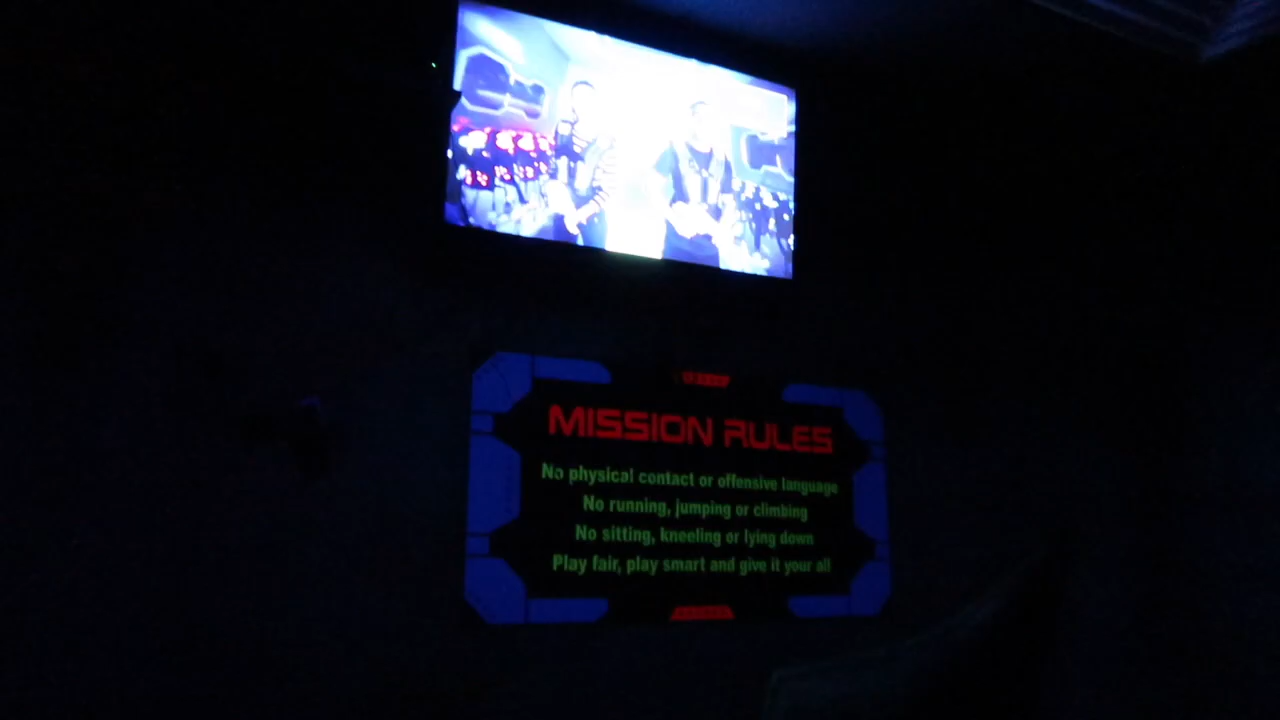 MISSION RULES
No physical contact or offensive language
No running, jumping or climbing
No sitting, kneeling or lying down
Play fair, play smart and give it your all